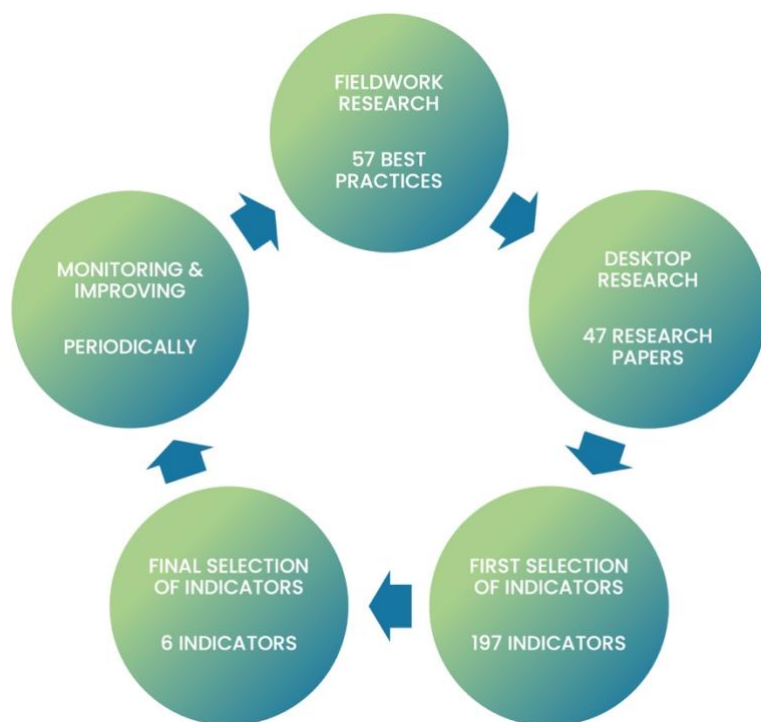 FIELDWORK
RESEARCH
57 BEST
PRACTICES
DESKTOP
RESEARCH
47 RESEARCH
PAPERS
FIRST SELECTION
OF INDICATORS
197 INDICATORS
FINAL SELECTION
OF INDICATORS
6 INDICATORS
MONITORING &
IMPROVING
PERIODICALLY